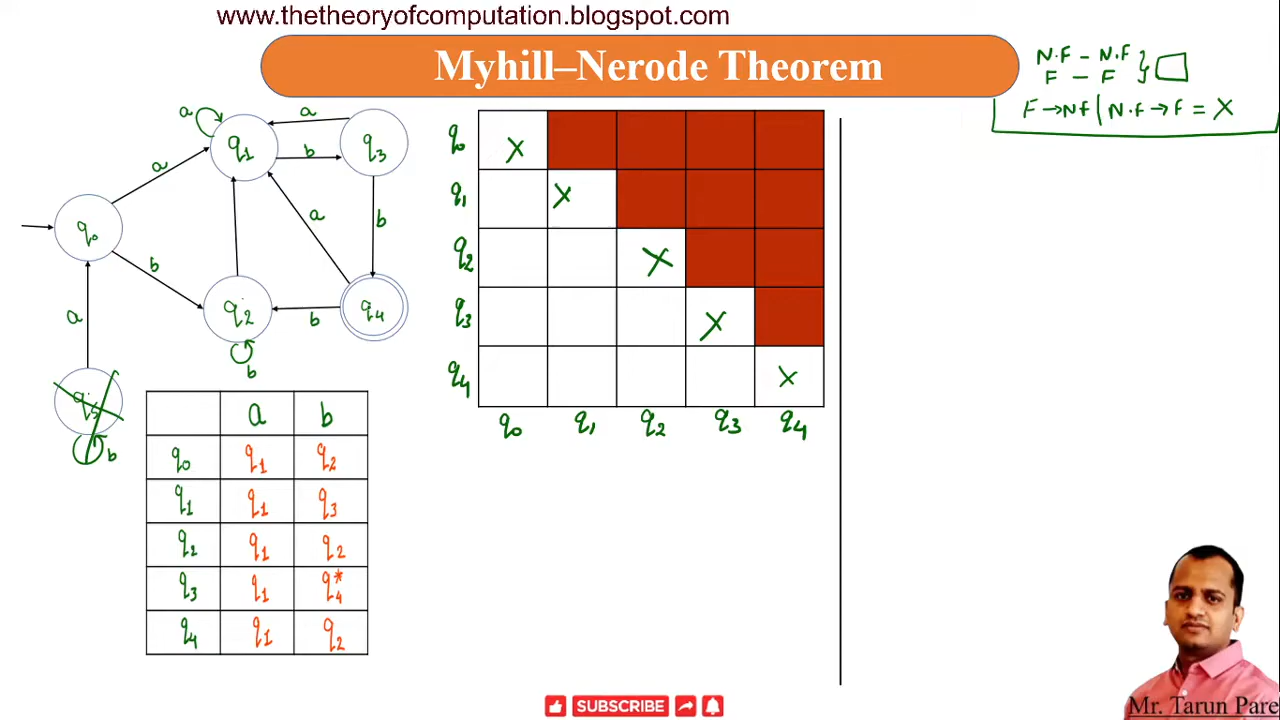 www.thetheoryofcomputation.blogspot.com
Myhill–Nerode Theorem
N.F – N.F
F – F
F → NF | N.F → F = X
a
a
b
q1
q3
a
a
b
q0
b
q2
q4
b
b
a
q5
b
q0 X
q1 X
q2 X
q3 X
q4 X
q0 q1 q2 q3 q4
a b
q0 q1 q2
q1 q1 q3
q2 q1 q2
q3 q1 q4*
q4 q1 q2
SUBSCRIBE
Mr. Tarun Pare